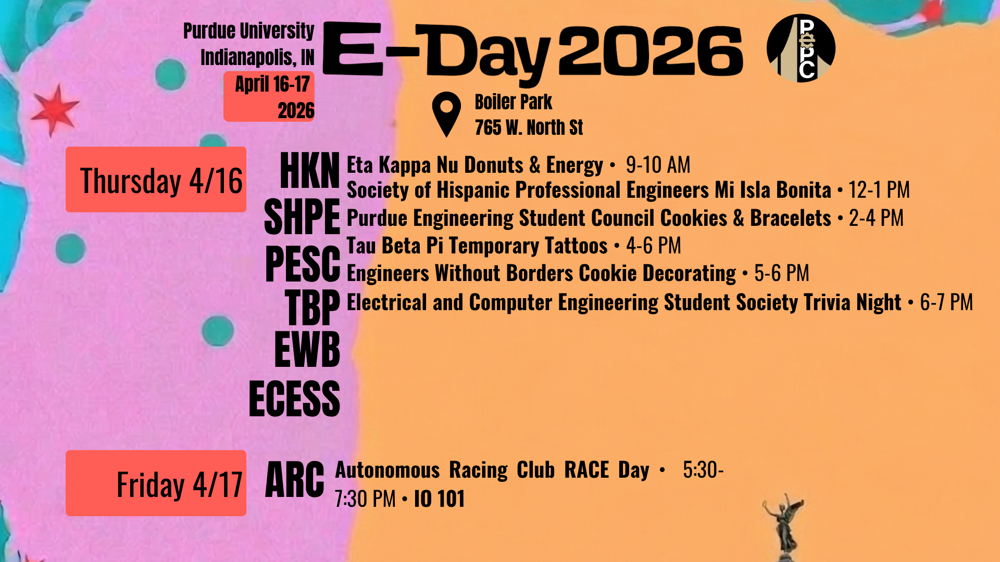 Purdue University
Indianapolis, IN
April 16-17
2026
E-Day 2026
PePC
Boiler Park
765 W. North St
Thursday 4/16
HKN
SHPE
PESC
TBP
EWB
ECESS
Eta Kappa Nu Donuts & Energy • 9-10 AM
Society of Hispanic Professional Engineers Mi Isla Bonita • 12-1 PM
Purdue Engineering Student Council Cookies & Bracelets • 2-4 PM
Tau Beta Pi Temporary Tattoos • 4-6 PM
Engineers Without Borders Cookie Decorating • 5-6 PM
Electrical and Computer Engineering Student Society Trivia Night • 6-7 PM
Friday 4/17
ARC
Autonomous Racing Club RACE Day • 5:30-
7:30 PM • IO 101